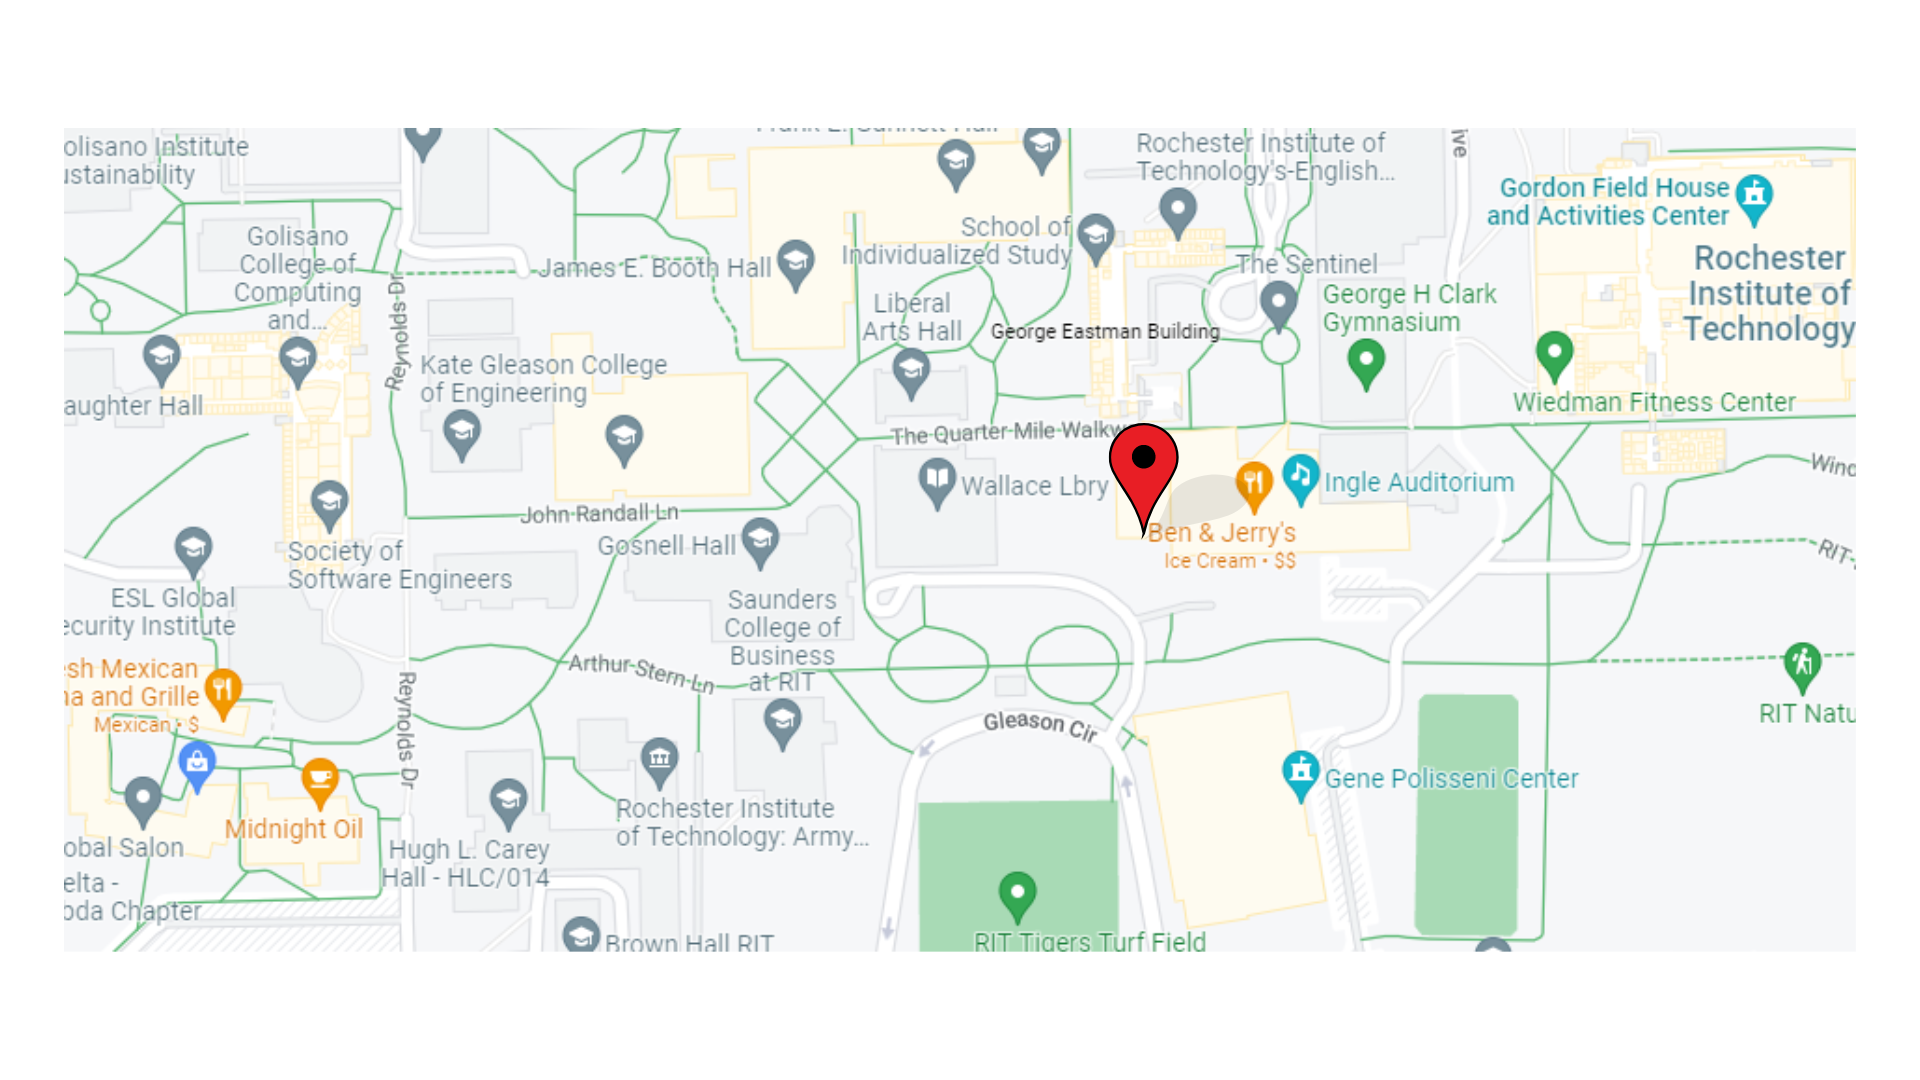 olisano Institute
ustainability
Golisano
College of
Computing
and...
aughter Hall
Reynolds Dr
James E. Booth Hall
Kate Gleason College
of Engineering
School of
Individualized Study
Liberal
Arts Hall
George Eastman Building
Rochester Institute of
Technology's-English...
The Sentinel
George H Clark
Gymnasium
ive
Gordon Field House
and Activities Center
Rochester
Institute of
Technology
Wiedman Fitness Center
The Quarter Mile Walkw
Wallace Lbry
Ingle Auditorium
Ben & Jerry's
Ice Cream • $$
Wind
RIT-
John Randall Ln
Gosnell Hall
Society of
Software Engineers
ESL Global
ecurity Institute
Saunders
College of
Business
at RIT
Arthur Stern Ln
esh Mexican
na and Grille
Mexican • $
Reynolds Dr
Gleason Cir
RIT Natu
Gene Polisseni Center
Midnight Oil
obal Salon
elta -
bda Chapter
Hugh L. Carey
Hall - HLC/014
Rochester Institute
of Technology: Army...
Brown Hall RIT
RIT Tigers Turf Field